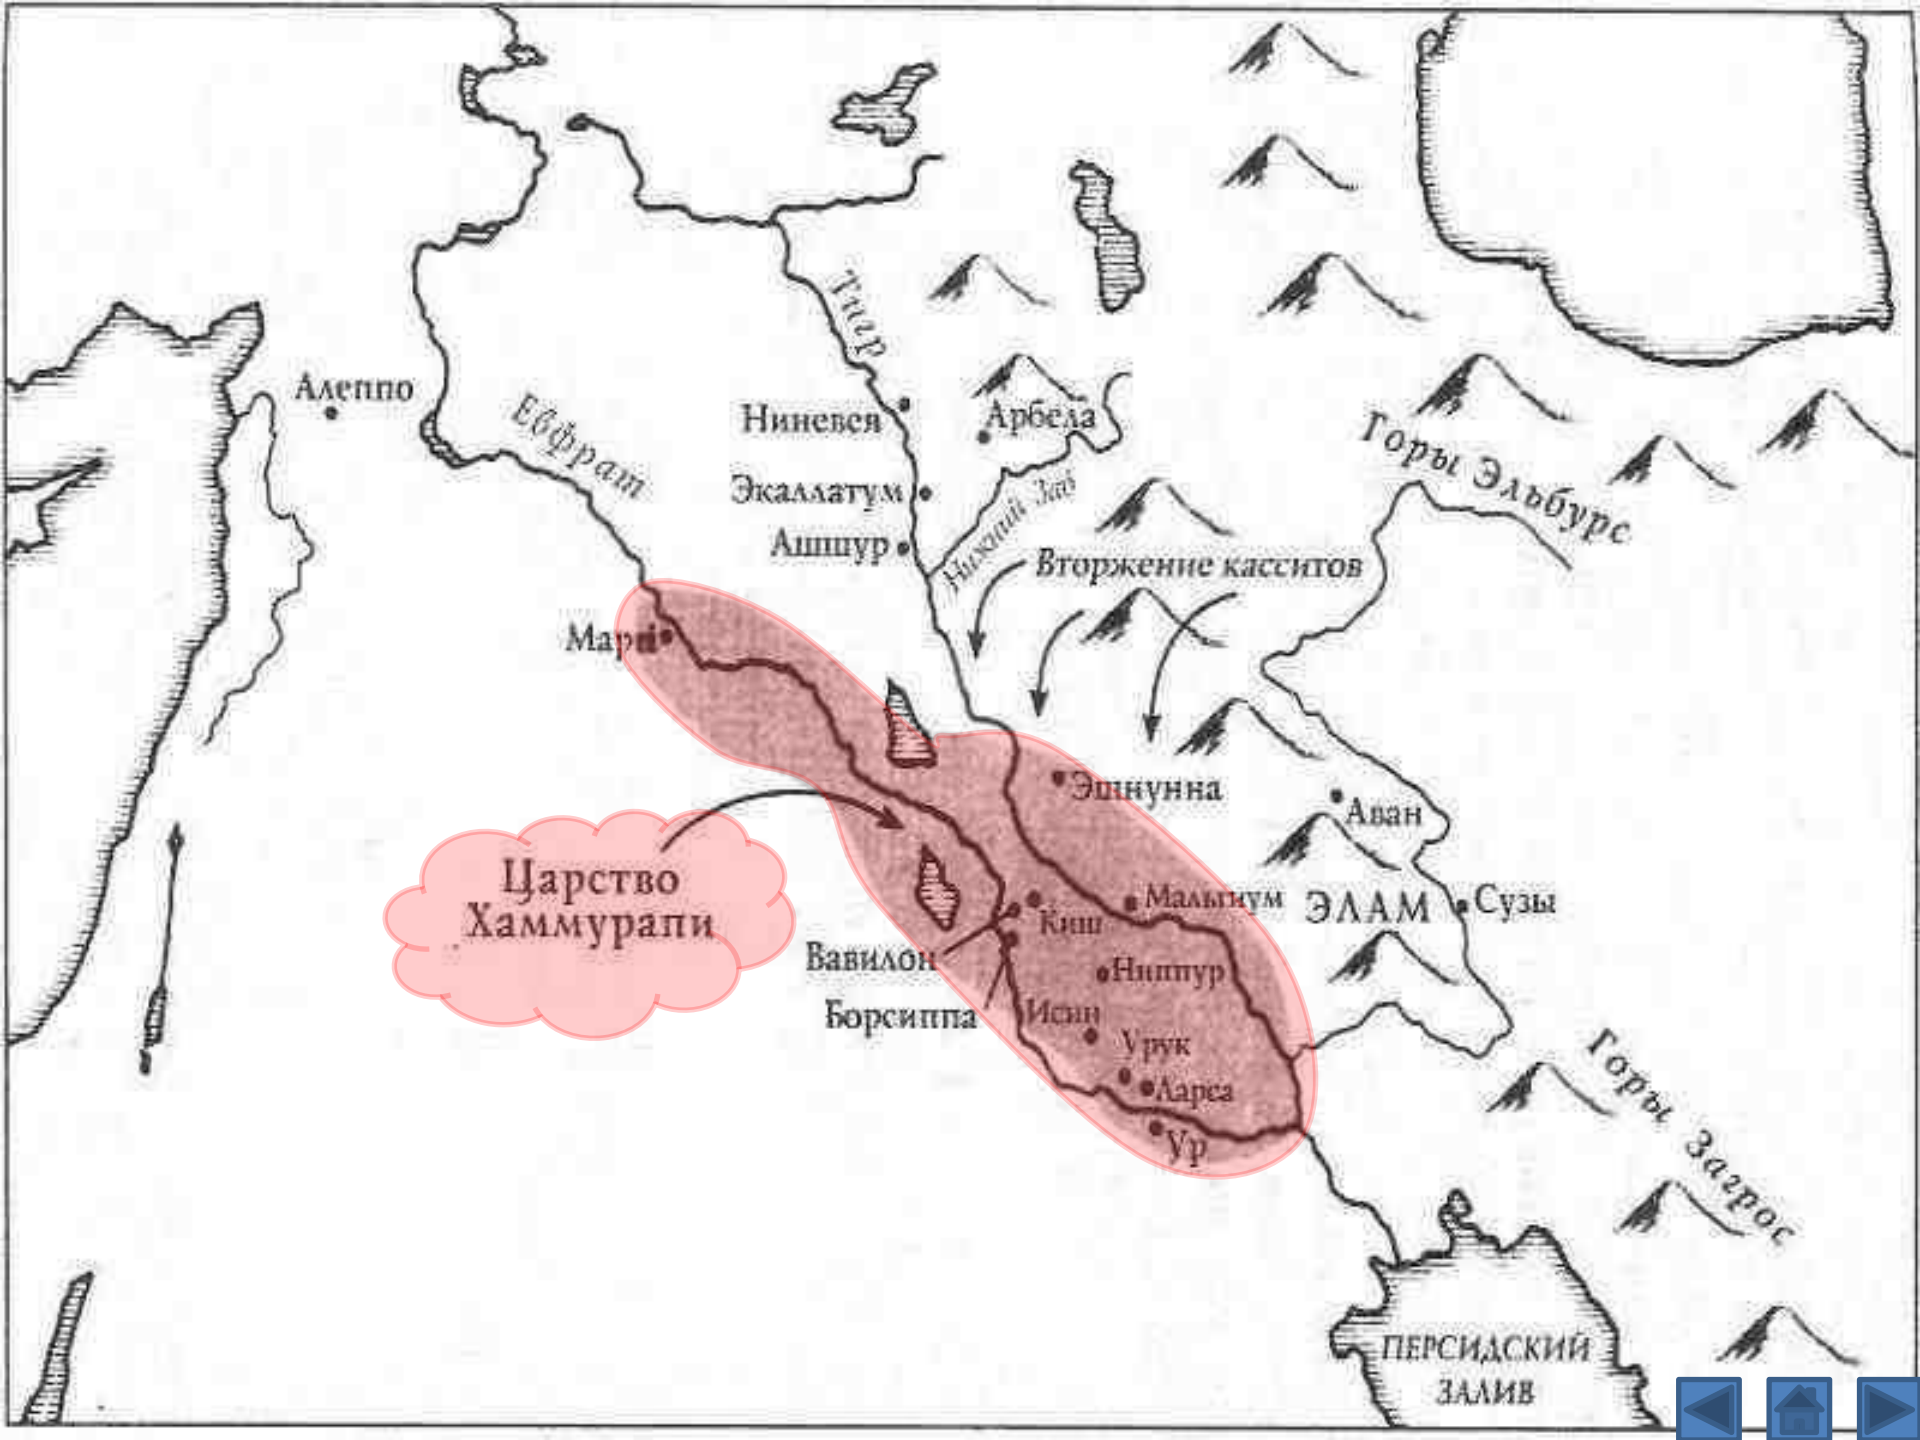 Тигр
Алеппо
Евфрат
Ниневея
Арбела
Горы Эльбурс
Экаллатум
Нижний Заб
Ашшур
Вторжение касситов
Мари
Эшнунна
Аван
Царство
Хаммурапи
Малыиум
ЭЛАМ
Сузы
Киш
Вавилон
Ниппур
Борсиппа
Исин
Урук
Ларса
Ур
Горы Загрос
ПЕРСИДСКИЙ
ЗАЛИВ